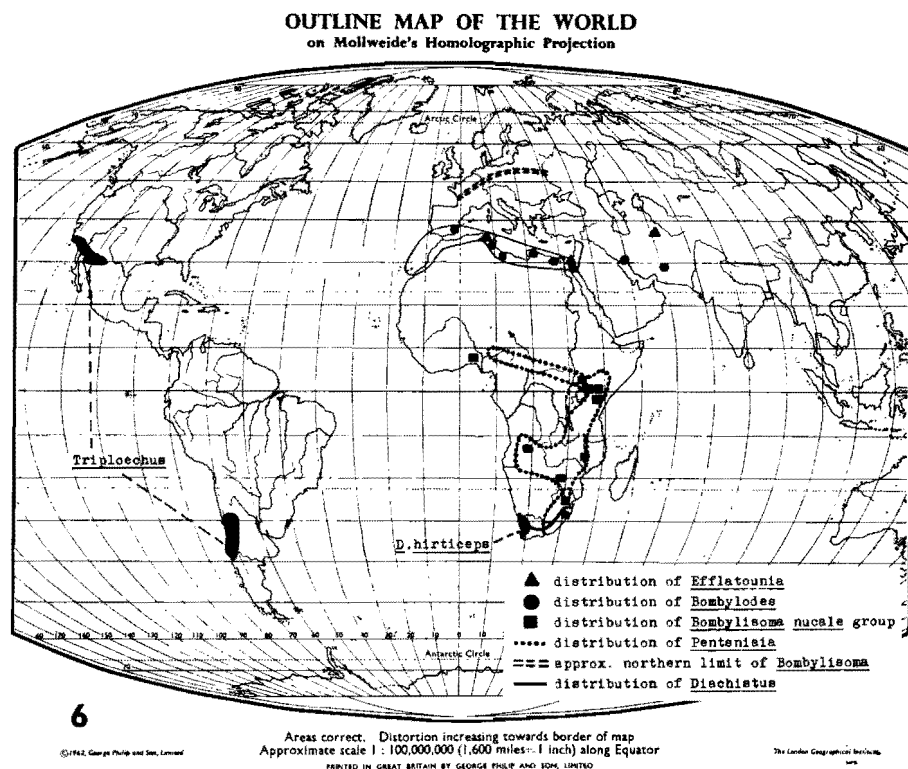 OUTLINE MAP OF THE WORLD
on Mollweide's Homolographic Projection
Arctic Circle
Triploechus
D.hirticeps
distribution of Efflatounia
distribution of Bombylodes
distribution of Bombylisoma nucale group
distribution of Pantenisia
approx. northern limit of Bombylisoma
distribution of Diachistus
Antarctic Circle
6
Areas correct. Distortion increasing towards border of map
Approximate scale 1 : 100,000,000 (1,600 miles = 1 inch) along Equator
©1962, George Philip and Son, Limited
The London Geographical Institute
PRINTED IN GREAT BRITAIN BY GEORGE PHILIP AND SON, LIMITED